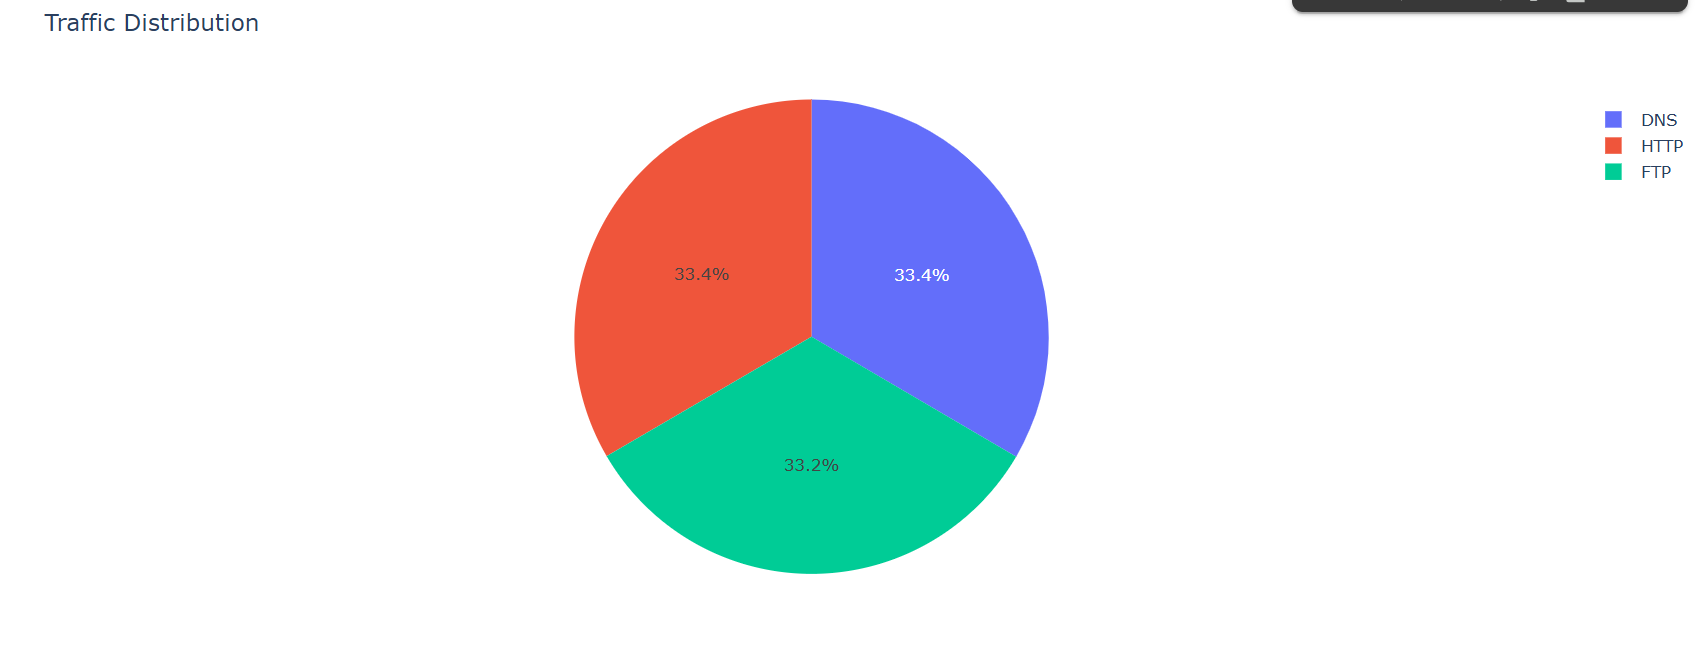 Traffic Distribution
DNS
HTTP
FTP
33.4%
33.4%
33.2%